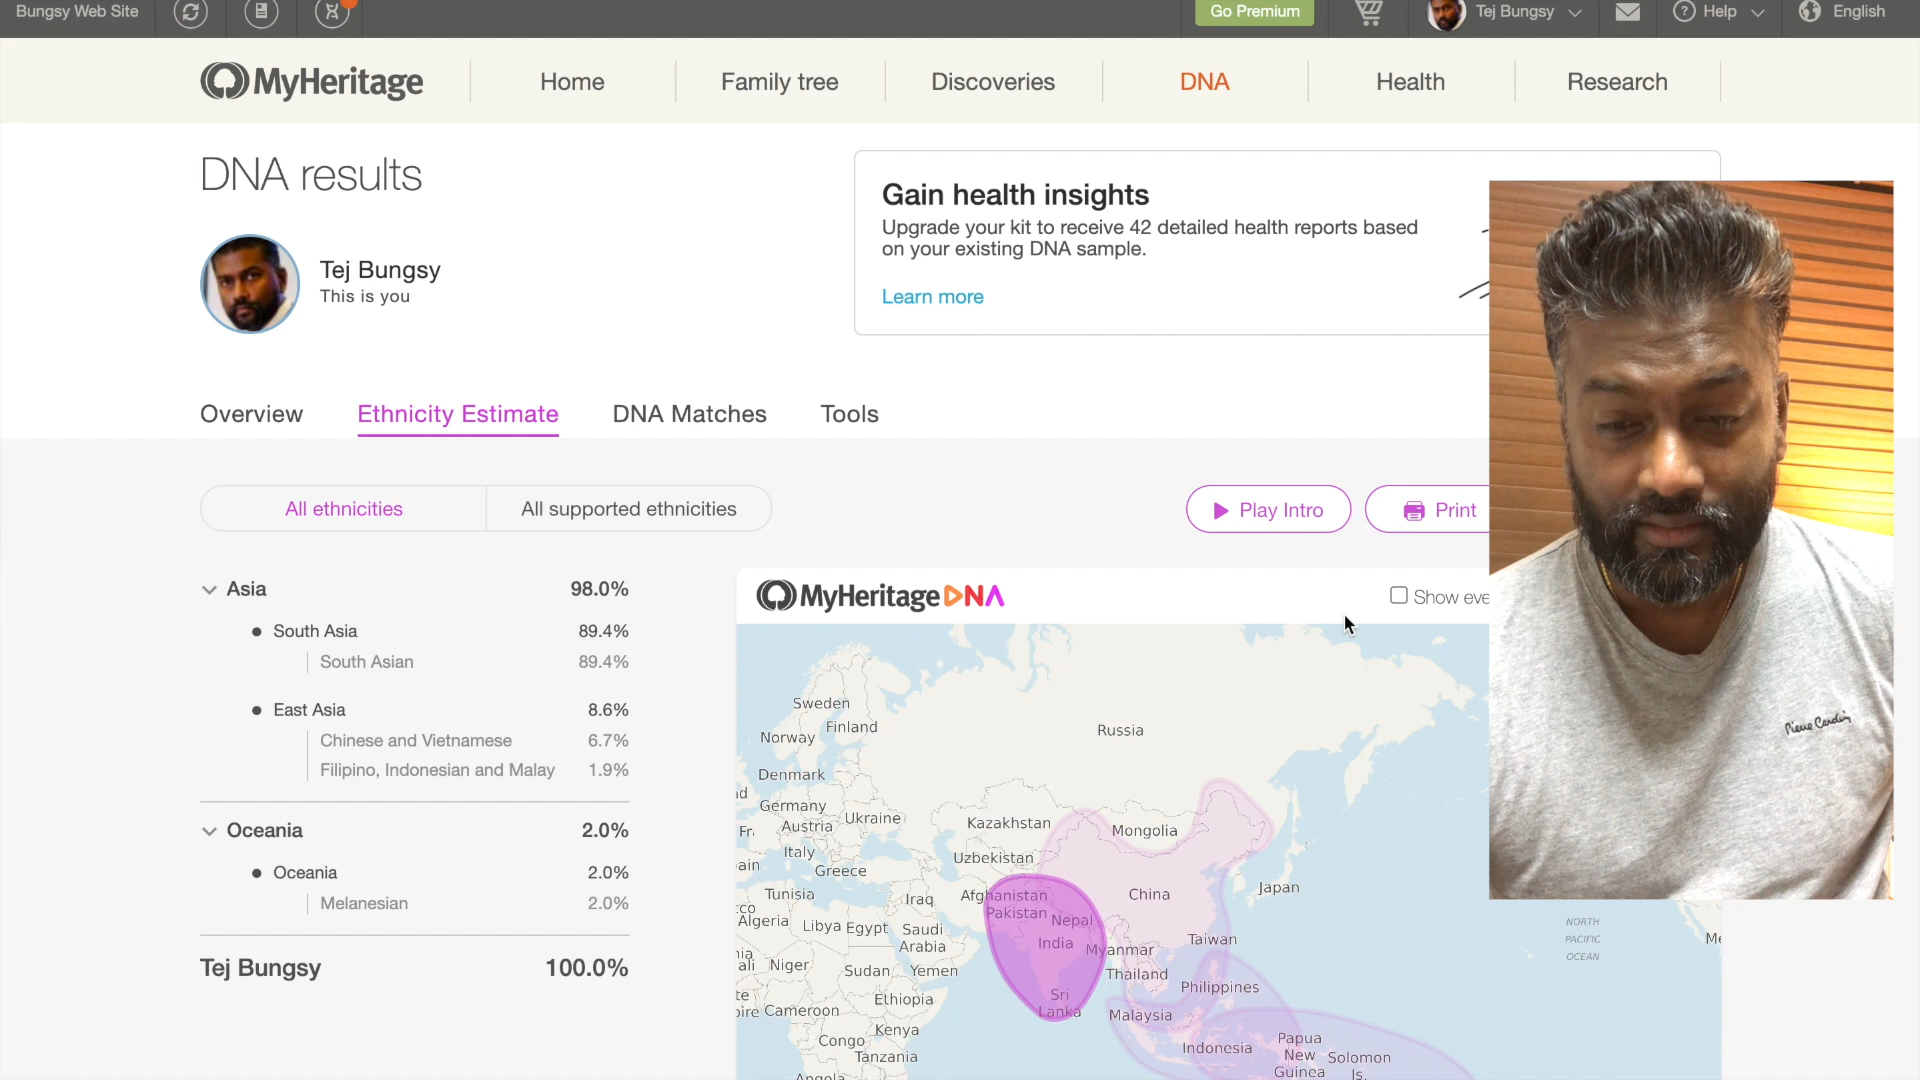 Bungsy Web Site
Go Premium
Tej Bungsy
Help
English
MyHeritage
Home
Family tree
Discoveries
DNA
Health
Research
DNA results
Tej Bungsy
This is you
Gain health insights
Upgrade your kit to receive 42 detailed health reports based
on your existing DNA sample.
Learn more
Overview
Ethnicity Estimate
DNA Matches
Tools
All ethnicities
All supported ethnicities
Play Intro
Print
Asia 98.0%
South Asia 89.4%
South Asian 89.4%
East Asia 8.6%
Chinese and Vietnamese 6.7%
Filipino, Indonesian and Malay 1.9%
Oceania 2.0%
Oceania 2.0%
Melanesian 2.0%
Tej Bungsy 100.0%
MyHeritage DNA
Show eve
Pierre Cardin
Sweden
Finland
Norway
Russia
Denmark
Germany
Ukraine
Austria
Kazakhstan
Mongolia
Italy
Uzbekistan
Greece
Japan
Tunisia
Iraq
Afghanistan
China
Pakistan
Nepal
Algeria
Libya
Egypt
Saudi
Arabia
India
Myanmar
Taiwan
NORTH
PACIFIC
OCEAN
Niger
Sudan
Yemen
Thailand
Philippines
Ethiopia
Sri
Lanka
Cameroon
Malaysia
Kenya
Congo
Indonesia
Papua
New
Guinea
Solomon
Is.
Tanzania
Angola